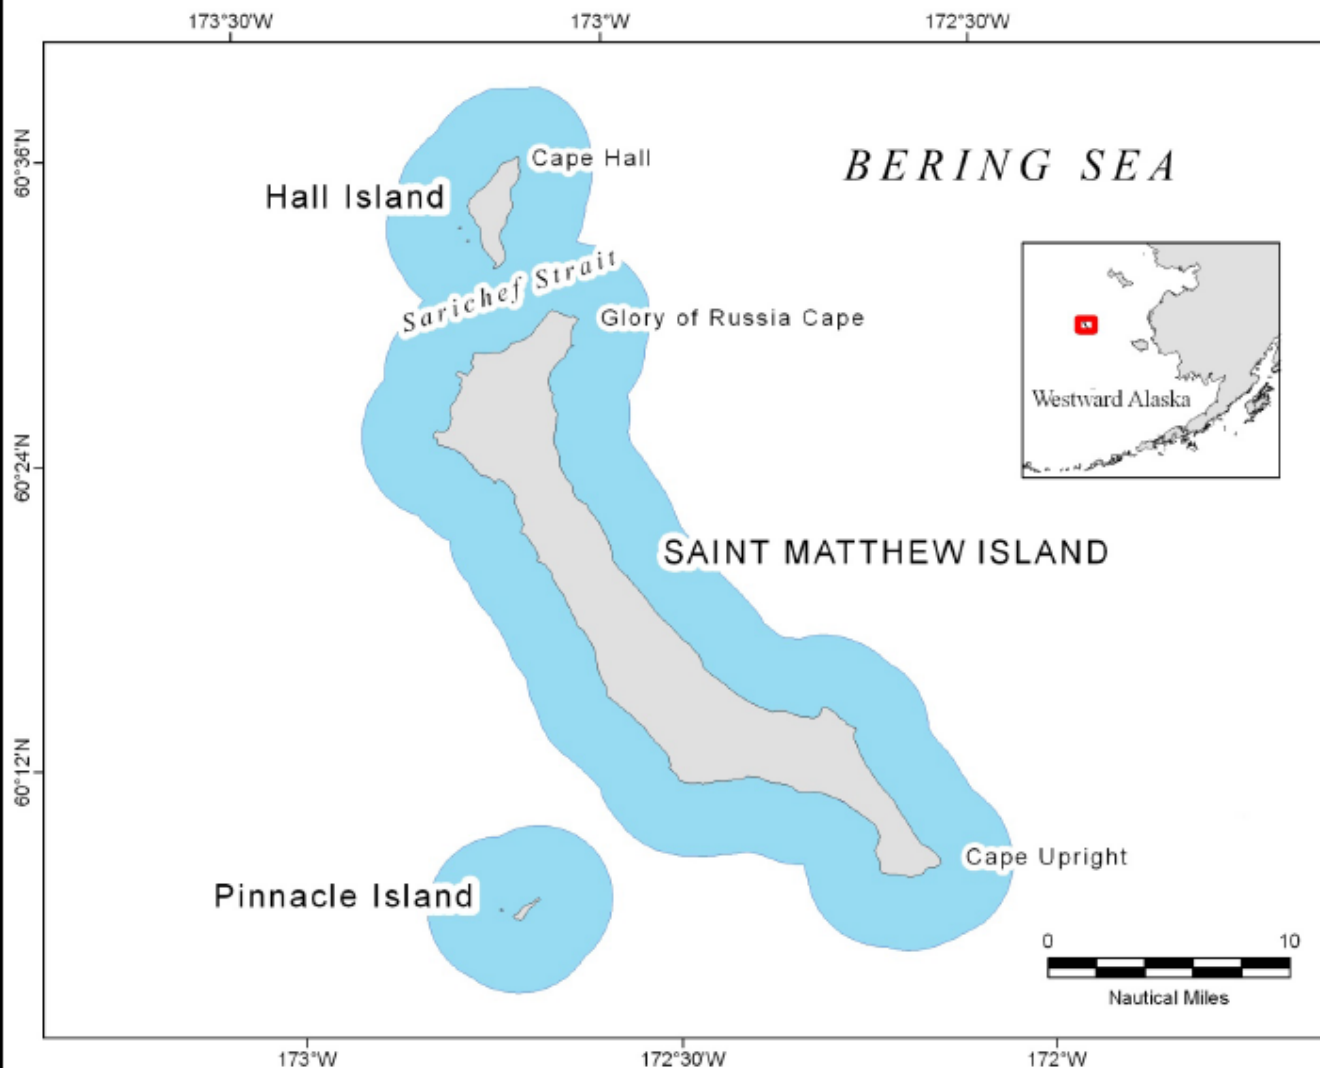 173°30'W 173°W 172°30'W
60°36'N
Cape Hall
BERING SEA
Hall Island
Sarichef Strait
Glory of Russia Cape
Westward Alaska
60°24'N
SAINT MATTHEW ISLAND
60°12'N
Cape Upright
Pinnacle Island
0 10
Nautical Miles
173°W 172°30'W 172°W